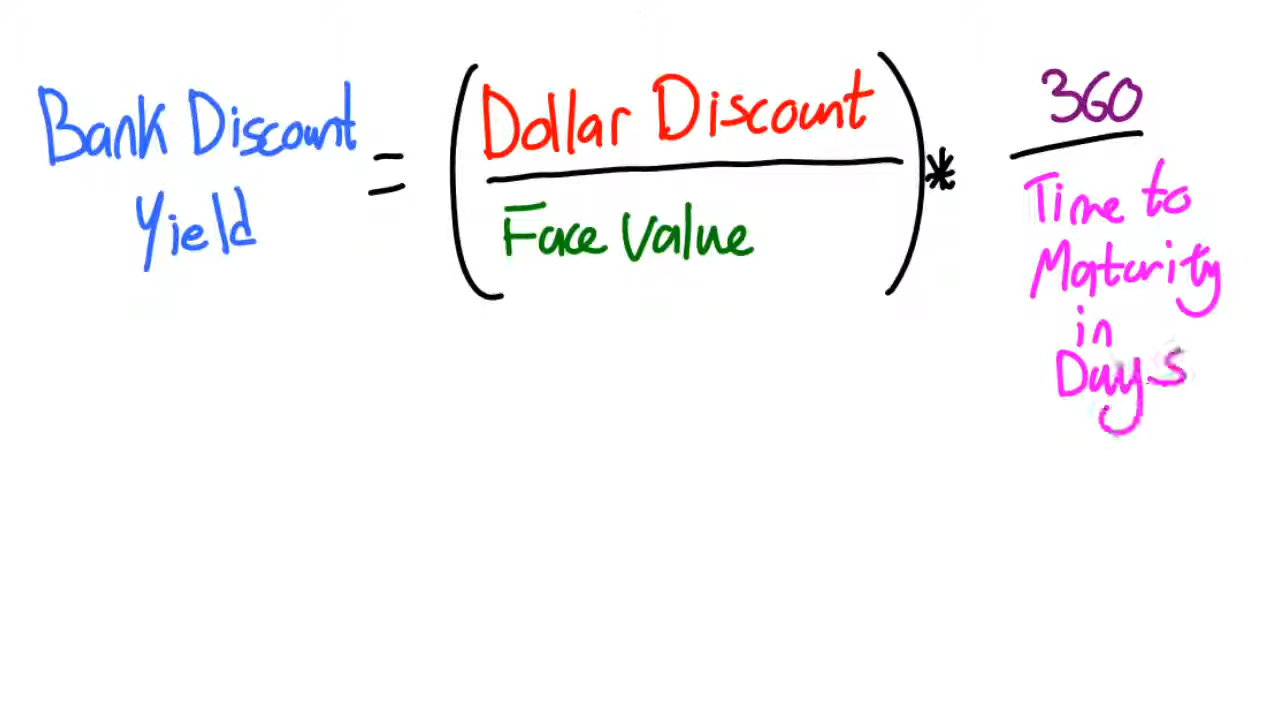 Bank Discount
Yield
=
(Dollar Discount
Face Value)
*
360
Time to
Maturity
in
Days